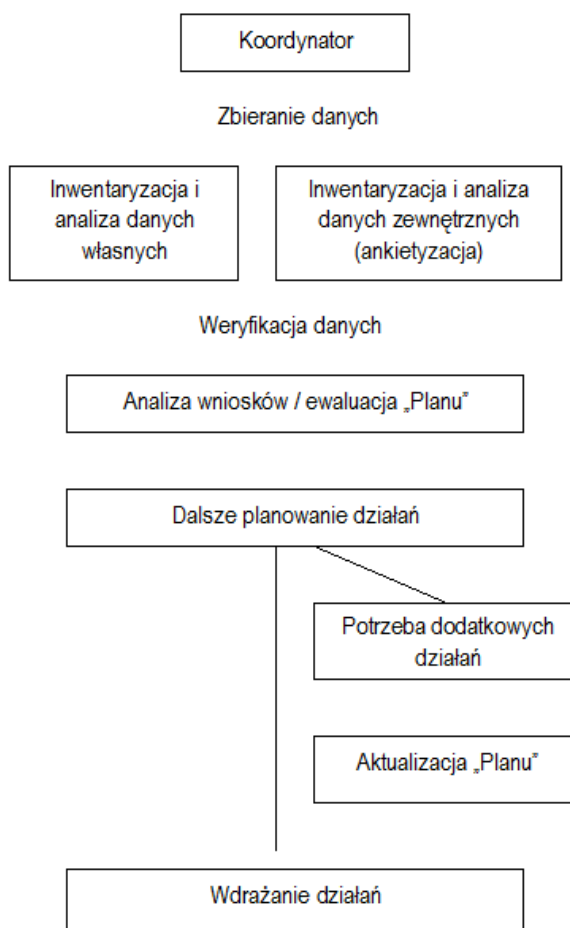 Koordynator
Zbieranie danych
Inwentaryzacja i
analiza danych
własnych
Inwentaryzacja i analiza
danych zewnętrznych
(ankietyzacja)
Weryfikacja danych
Analiza wniosków / ewaluacja „Planu”
Dalsze planowanie działań
Potrzeba dodatkowych
działań
Aktualizacja „Planu”
Wdrażanie działań